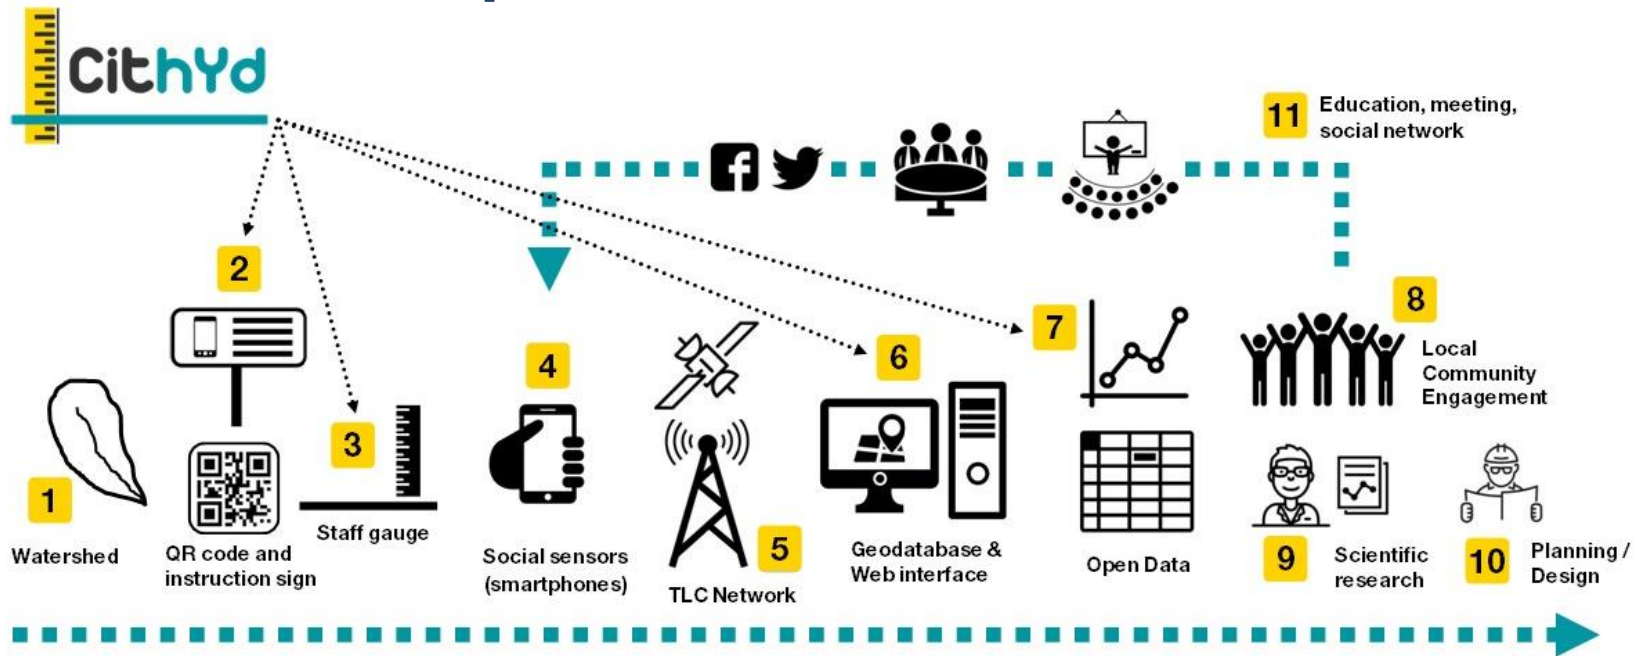 CithYd
11
Education, meeting,
social network
2
8
7
6
4
Local
Community
Engagement
3
1
Staff gauge
5
9
10
Watershed
QR code and
instruction sign
Social sensors
(smartphones)
TLC Network
Geodatabase &
Web interface
Open Data
Scientific
research
Planning /
Design